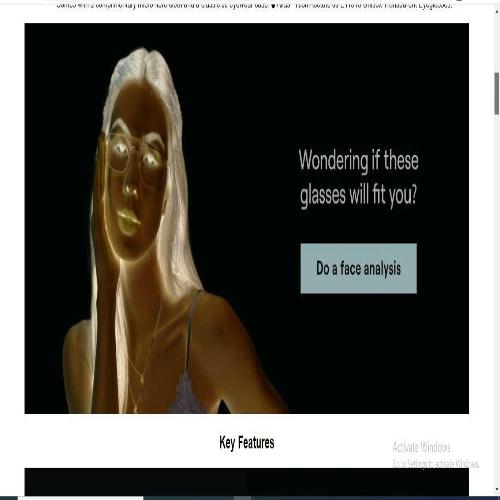 Wondering if these
glasses will fit you?
Do a face analysis
Key Features
Activate Windows
Go to Settings to activate Windows.